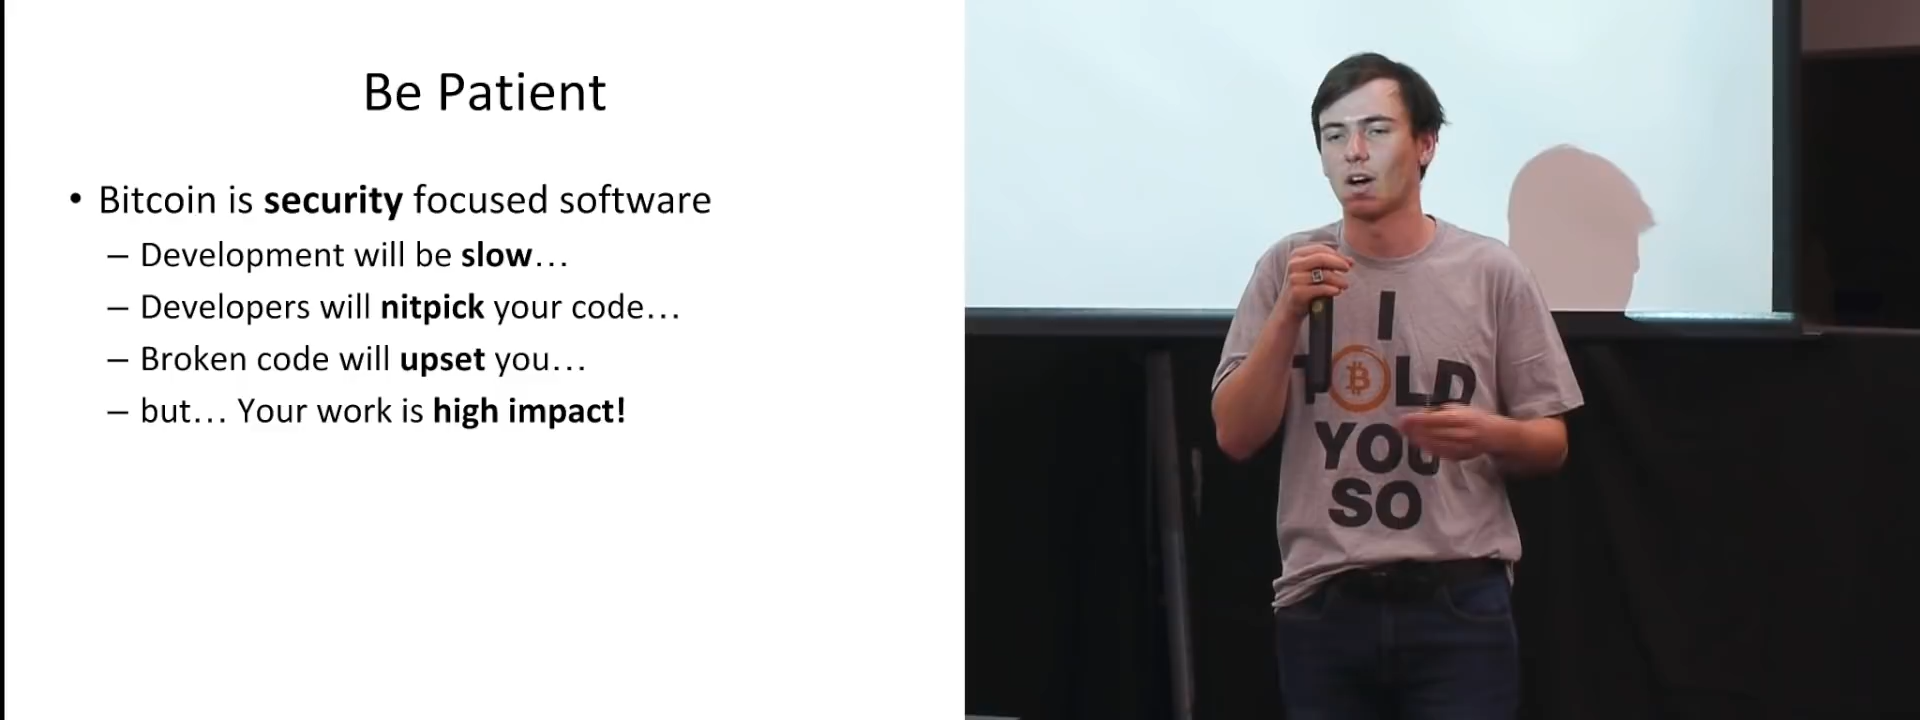 Be Patient
• Bitcoin is security focused software
– Development will be slow…
– Developers will nitpick your code…
– Broken code will upset you…
– but… Your work is high impact!
I
T₿LD
YOU
SO